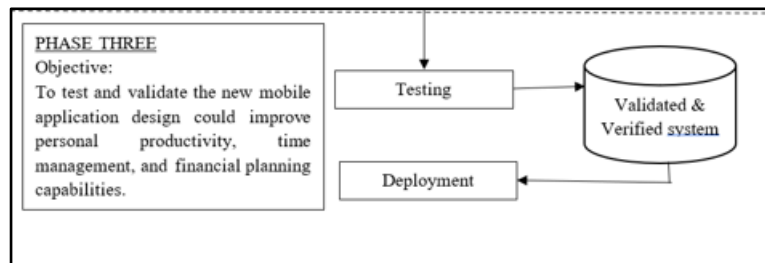 PHASE THREE
Objective:
To test and validate the new mobile
application design could improve
personal productivity, time
management, and financial planning
capabilities.
Testing
Validated &
Verified system
Deployment